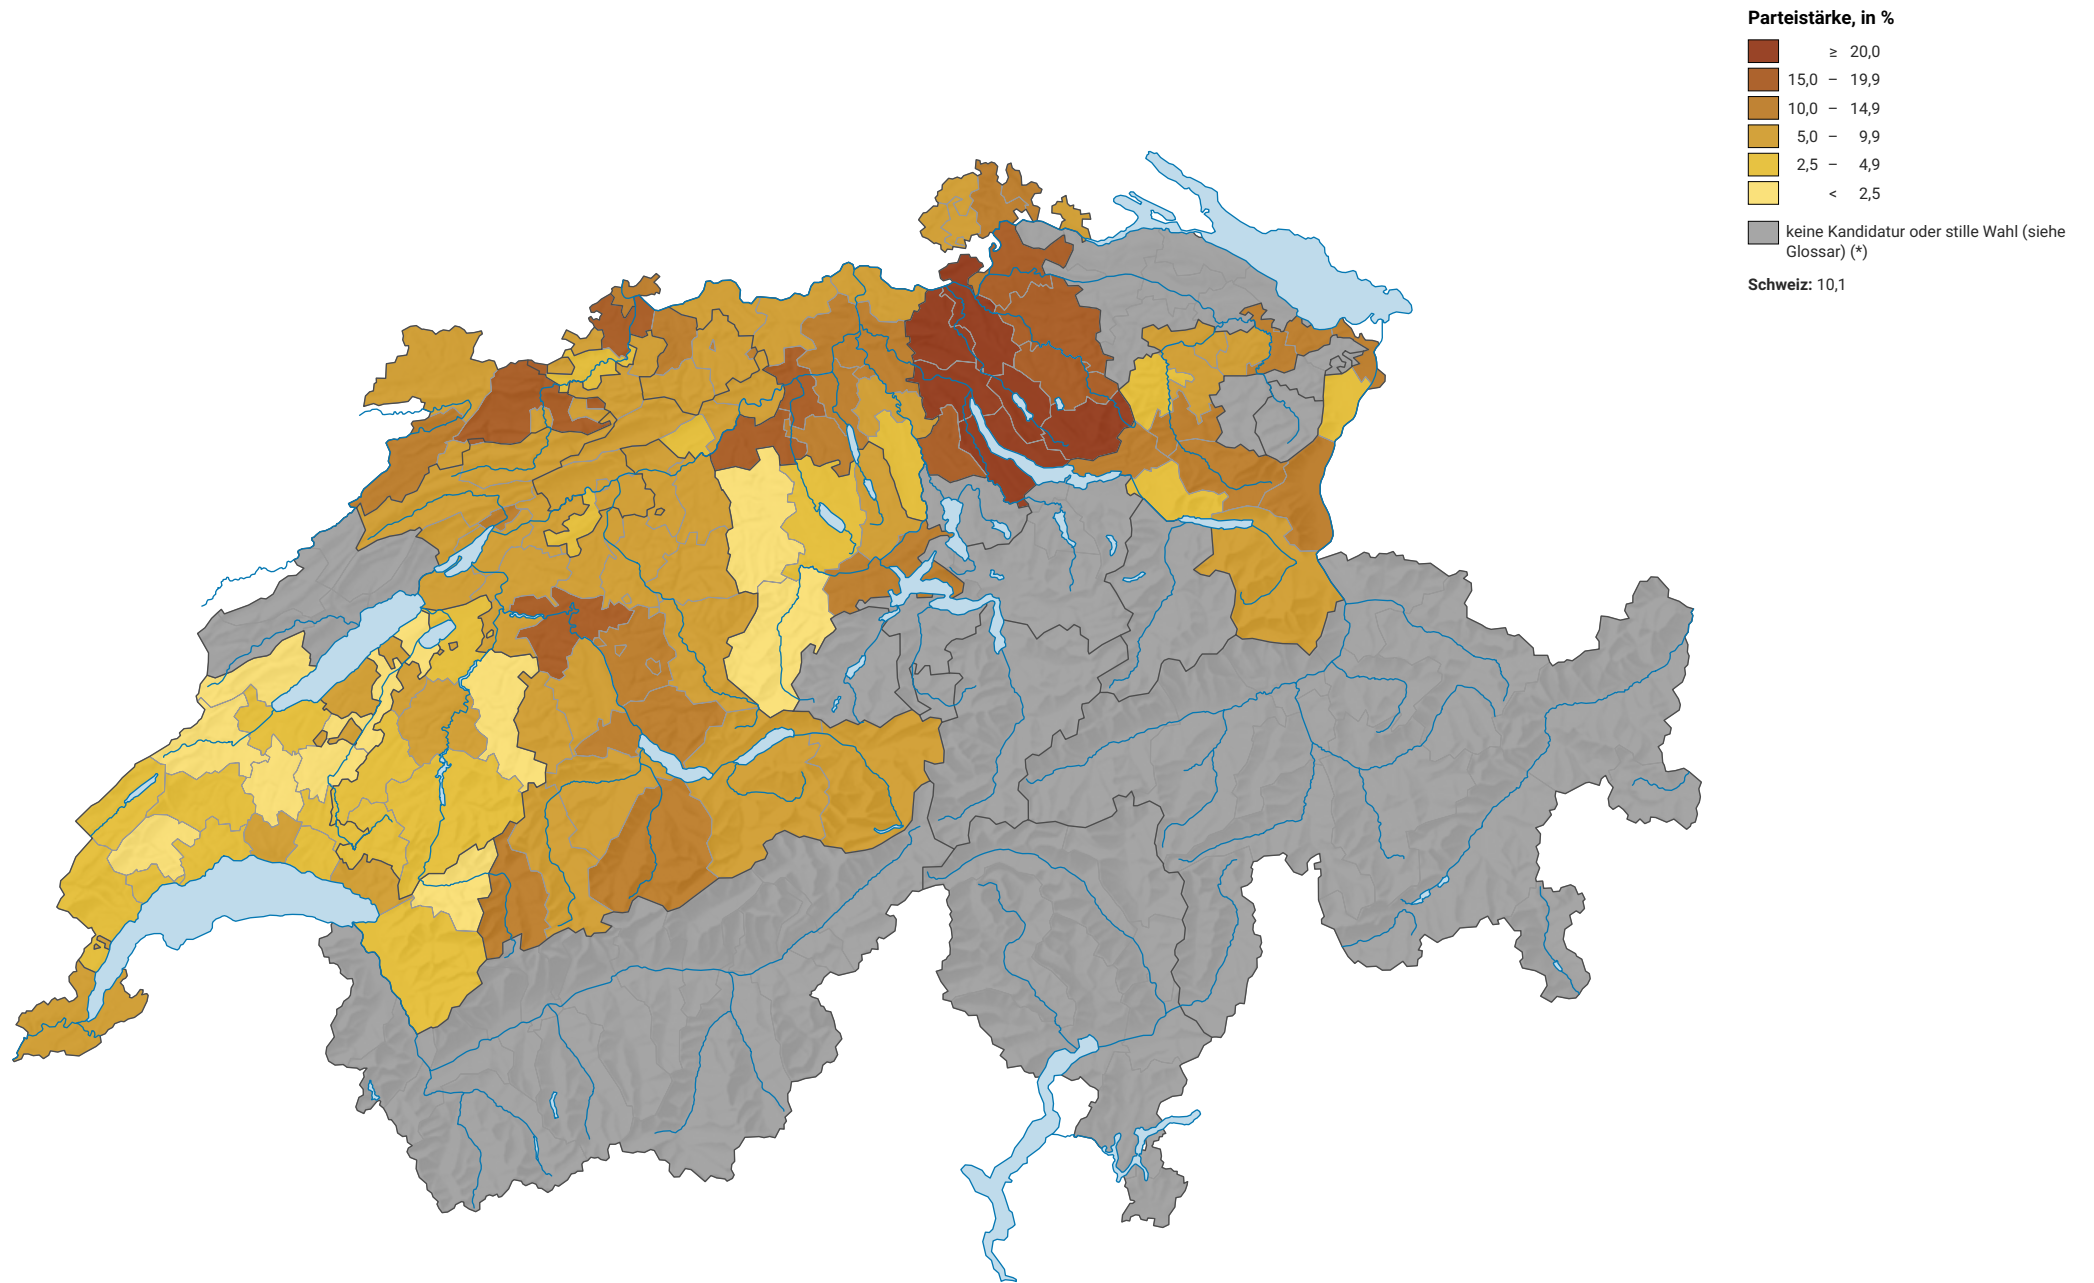 Parteistärke, in %
≥ 20,0
15,0 – 19,9
10,0 – 14,9
5,0 – 9,9
2,5 – 4,9
< 2,5
keine Kandidatur oder stille Wahl (siehe
Glossar) (*)
Schweiz: 10,1